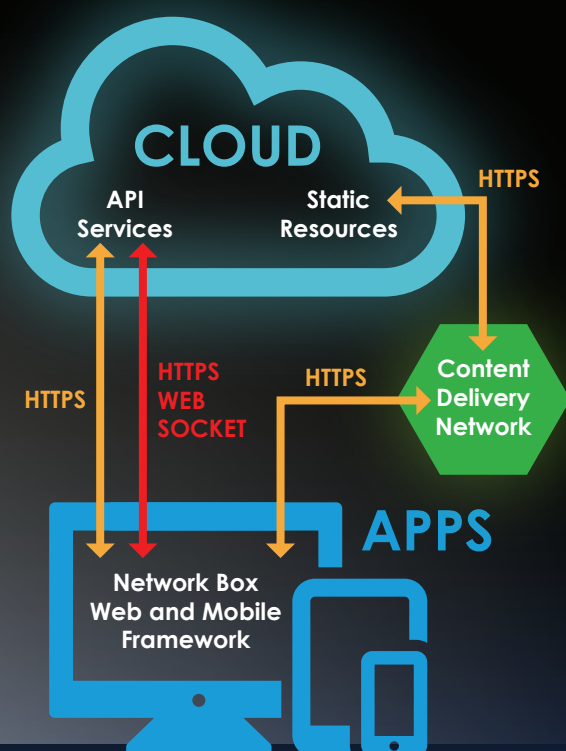 CLOUD
API
Services
Static
Resources
HTTPS
HTTPS
HTTPS
WEB
SOCKET
HTTPS
Content
Delivery
Network
APPS
Network Box
Web and Mobile
Framework